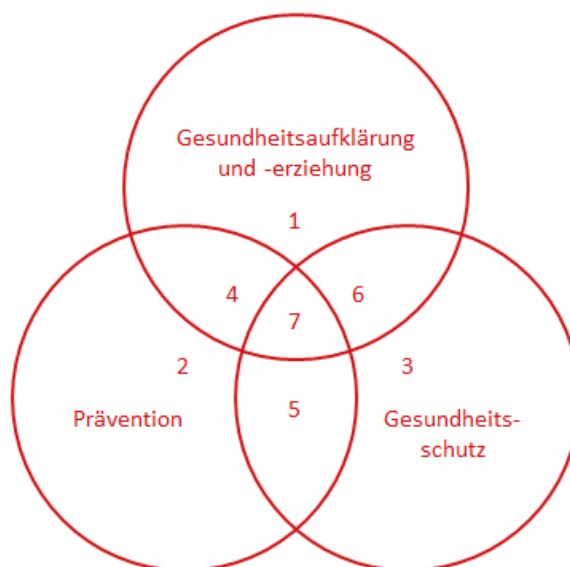 Gesundheitsaufklärung
und -erziehung
1
4
6
7
2
3
5
Prävention
Gesundheits-
schutz